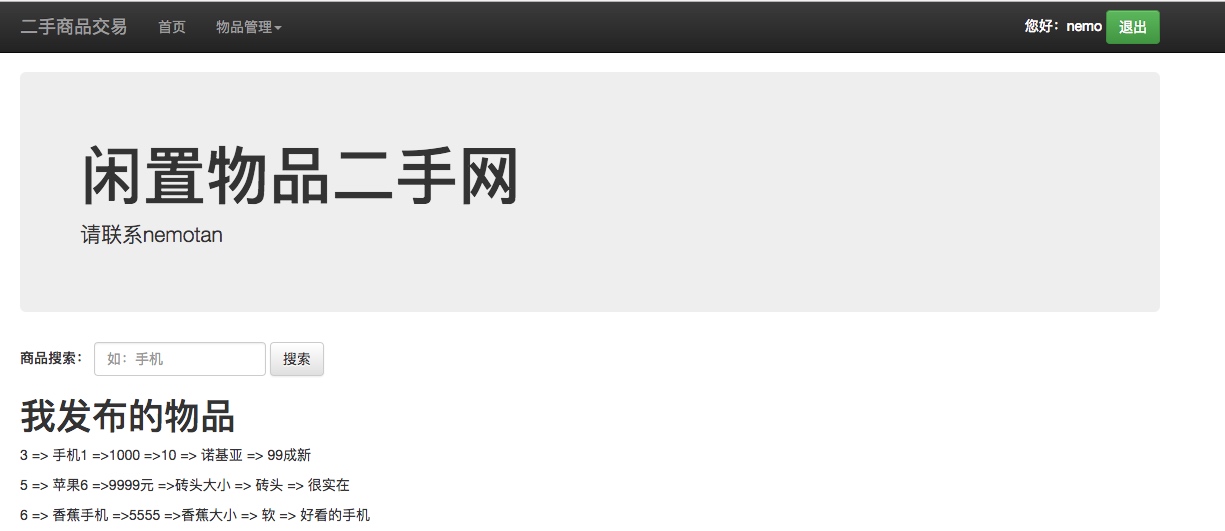 二手商品交易 首页 物品管理 您好：nemo 退出
闲置物品二手网
请联系nemotan
商品搜索： 如：手机 搜索
我发布的物品
3 => 手机1 =>1000 =>10 => 诺基亚 => 99成新
5 => 苹果6 =>9999元 =>砖头大小 => 砖头 => 很实在
6 => 香蕉手机 =>5555 =>香蕉大小 => 软 => 好看的手机